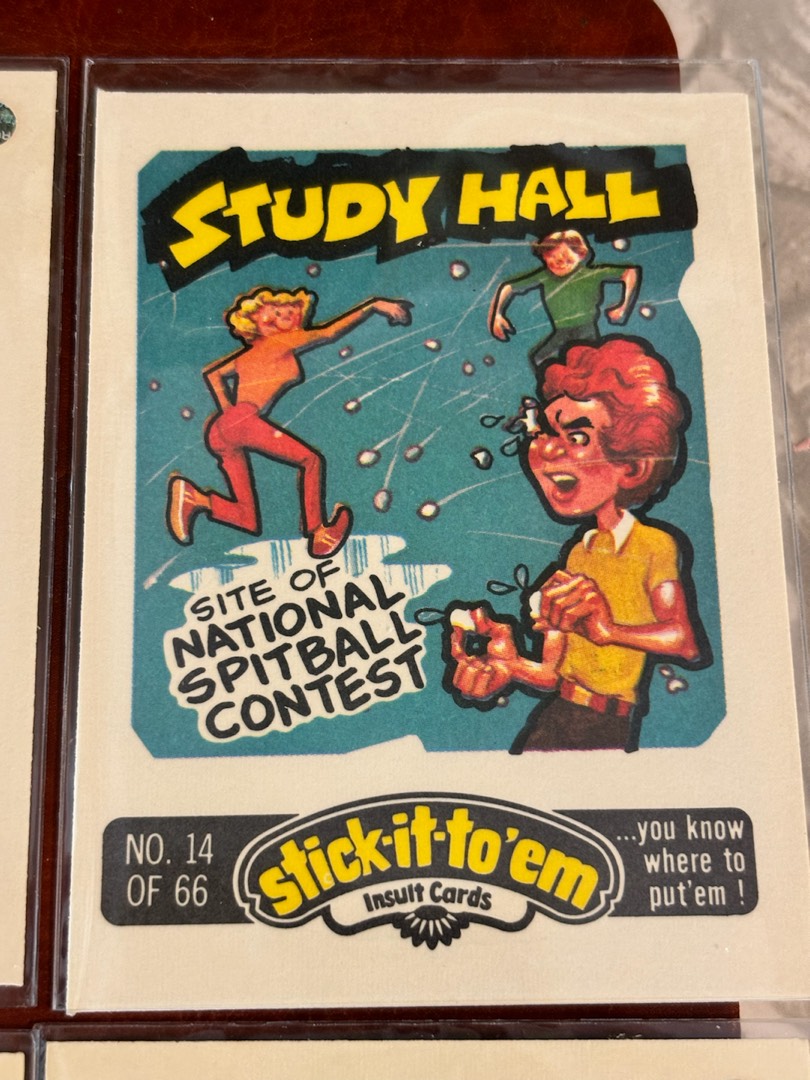 STUDY HALL
SITE OF
NATIONAL
SPITBALL
CONTEST
NO. 14
OF 66
stick-it-to'em
Insult Cards
...you know
where to
put'em !